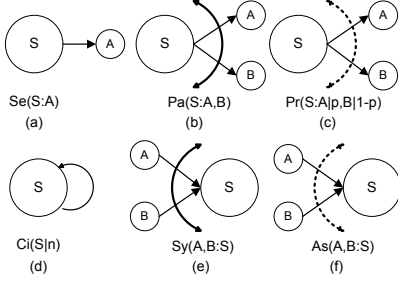 S A
Se(S:A)
(a)
S A B
Pa(S:A,B)
(b)
S A B
Pr(S:A|p,B|1-p)
(c)
S
Ci(S|n)
(d)
A B S
Sy(A,B:S)
(e)
A B S
As(A,B:S)
(f)